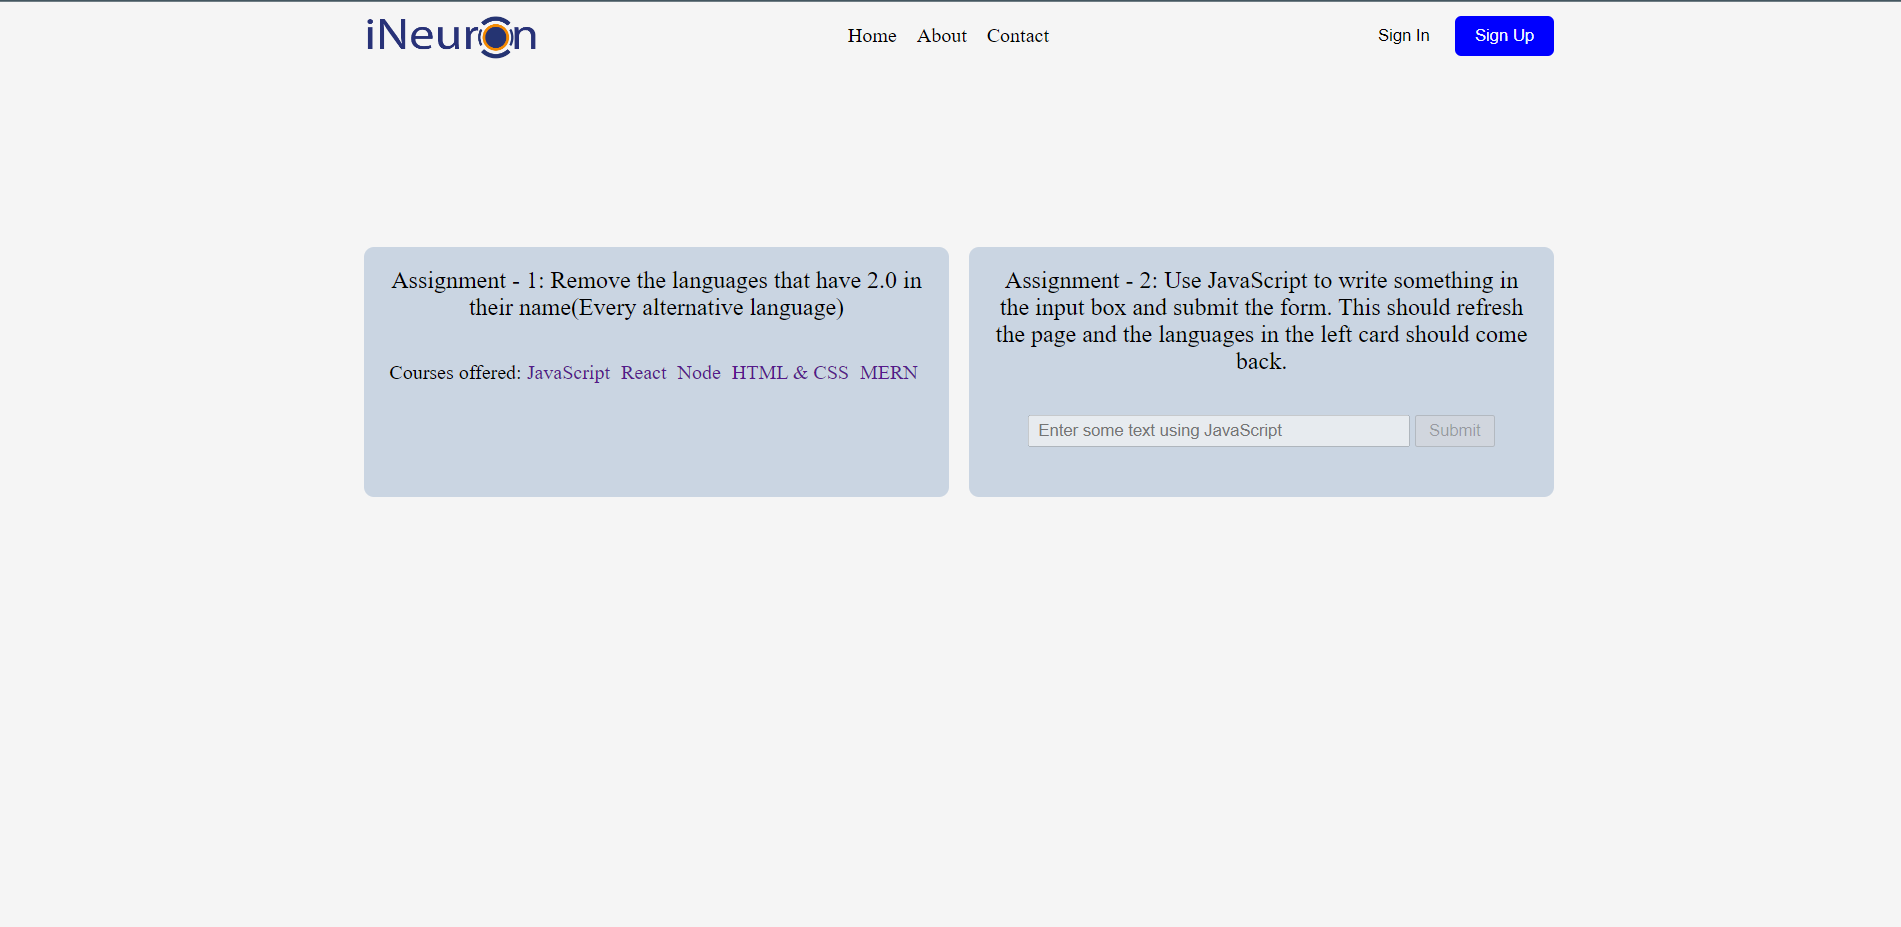 iNeuron
Home About Contact
Sign In Sign Up
Assignment - 1: Remove the languages that have 2.0 in
their name(Every alternative language)
Courses offered: JavaScript React Node HTML & CSS MERN
Assignment - 2: Use JavaScript to write something in
the input box and submit the form. This should refresh
the page and the languages in the left card should come
back.
Enter some text using JavaScript Submit